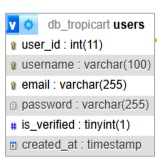 v db_tropicart users
user_id : int(11)
username : varchar(100)
email : varchar(255)
password : varchar(255)
# is_verified : tinyint(1)
created_at : timestamp